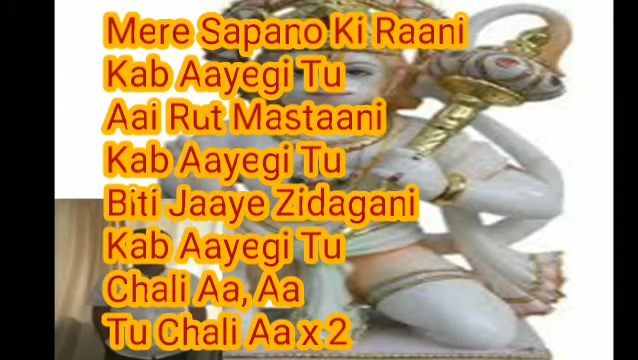 Mere Sapano Ki Raani
Kab Aayegi Tu
Aai Rut Mastaani
Kab Aayegi Tu
Biti Jaaye Zidagani
Kab Aayegi Tu
Chali Aa, Aa
Tu Chali Aa x 2